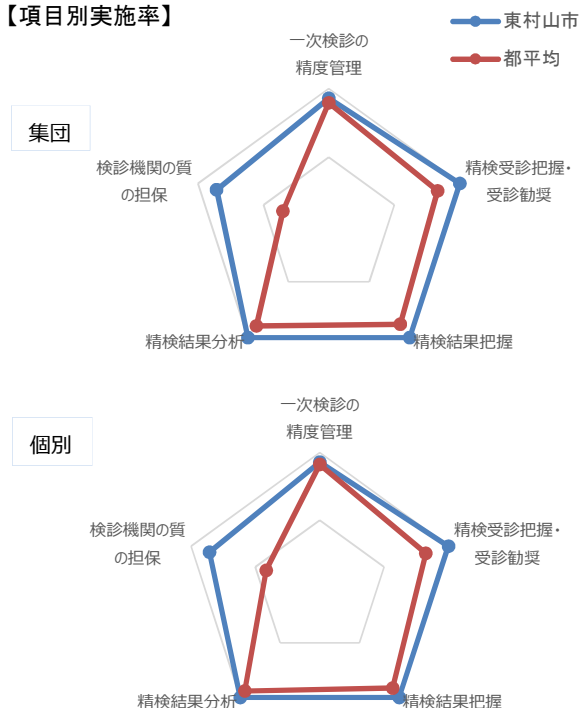 【項目別実施率】
東村山市
都平均
集団
一次検診の
精度管理
精検受診把握・
受診勧奨
精検結果把握
精検結果分析
検診機関の質
の担保
個別
一次検診の
精度管理
精検受診把握・
受診勧奨
精検結果把握
精検結果分析
検診機関の質
の担保